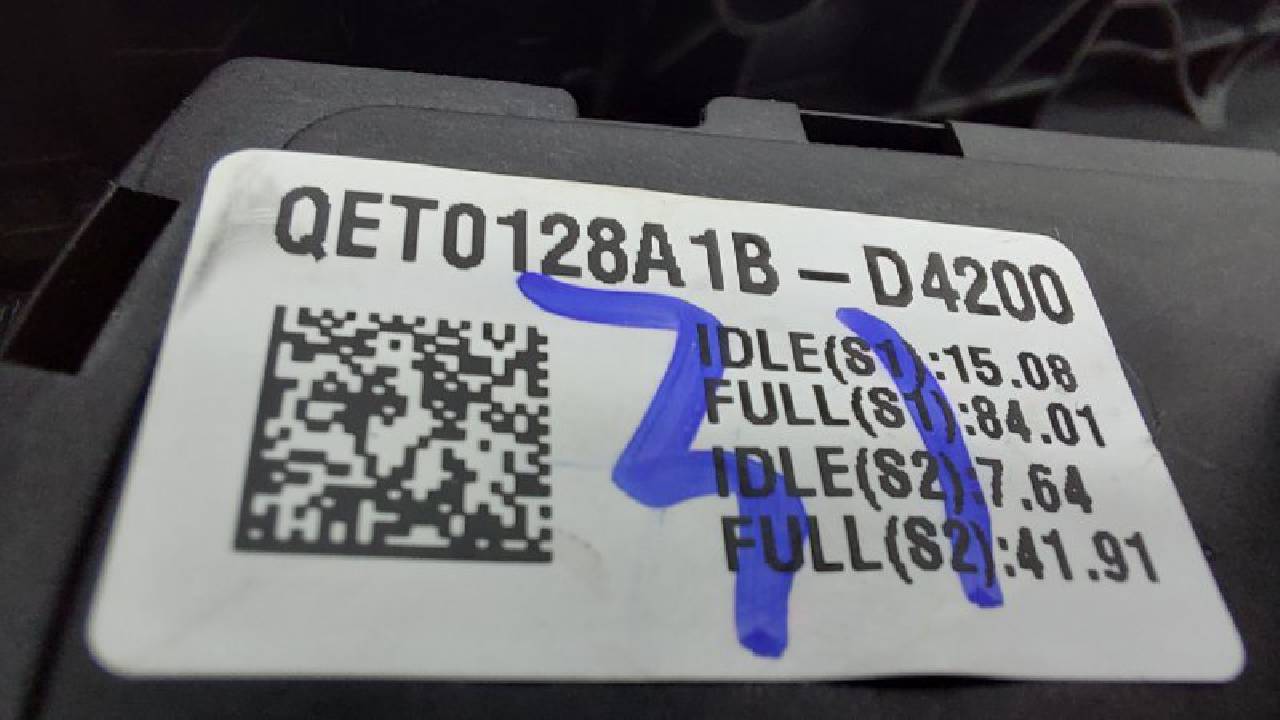 QET0128A1B-D4200
IDLE(S1):15.08
FULL(S1):84.01
IDLE(S2):7.64
FULL(S2):41.91